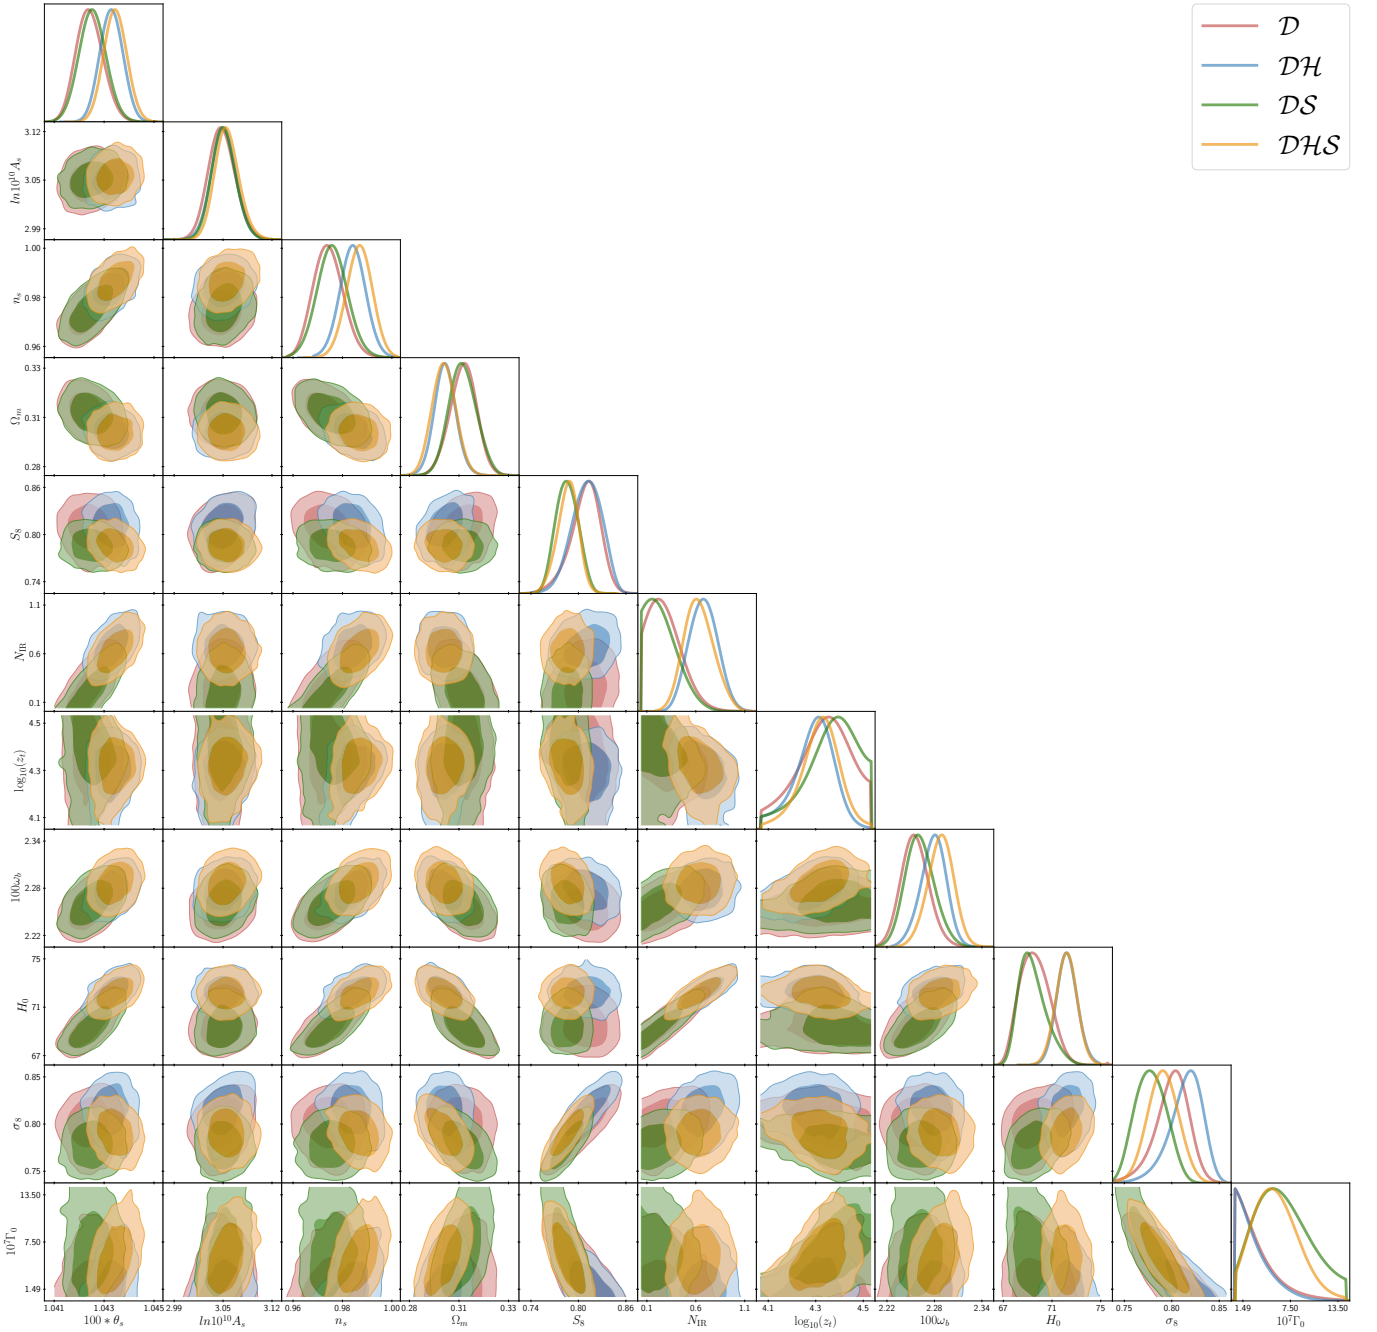 D
DH
DS
DHS
3.12
3.05
2.99
ln10^{10}A_s
1.00
0.98
0.96
n_s
0.33
0.31
0.28
Ω_m
0.86
0.80
0.74
S_8
1.1
0.6
0.1
N_IR
4.5
4.3
4.1
log_{10}(z_t)
2.34
2.28
2.22
100ω_b
75
71
67
H_0
0.85
0.80
0.75
σ_8
13.50
7.50
1.49
10^7Γ_0
1.041 1.043 1.045 2.99 3.05 3.12 0.96 0.98 1.00 0.28 0.31 0.33 0.74 0.80 0.86 0.1 0.6 1.1 4.1 4.3 4.5 2.22 2.28 2.34 67 71 75 0.75 0.80 0.85 1.49 7.50 13.50
100 * θ_s ln10^{10}A_s n_s Ω_m S_8 N_IR log_{10}(z_t) 100ω_b H_0 σ_8 10^7Γ_0